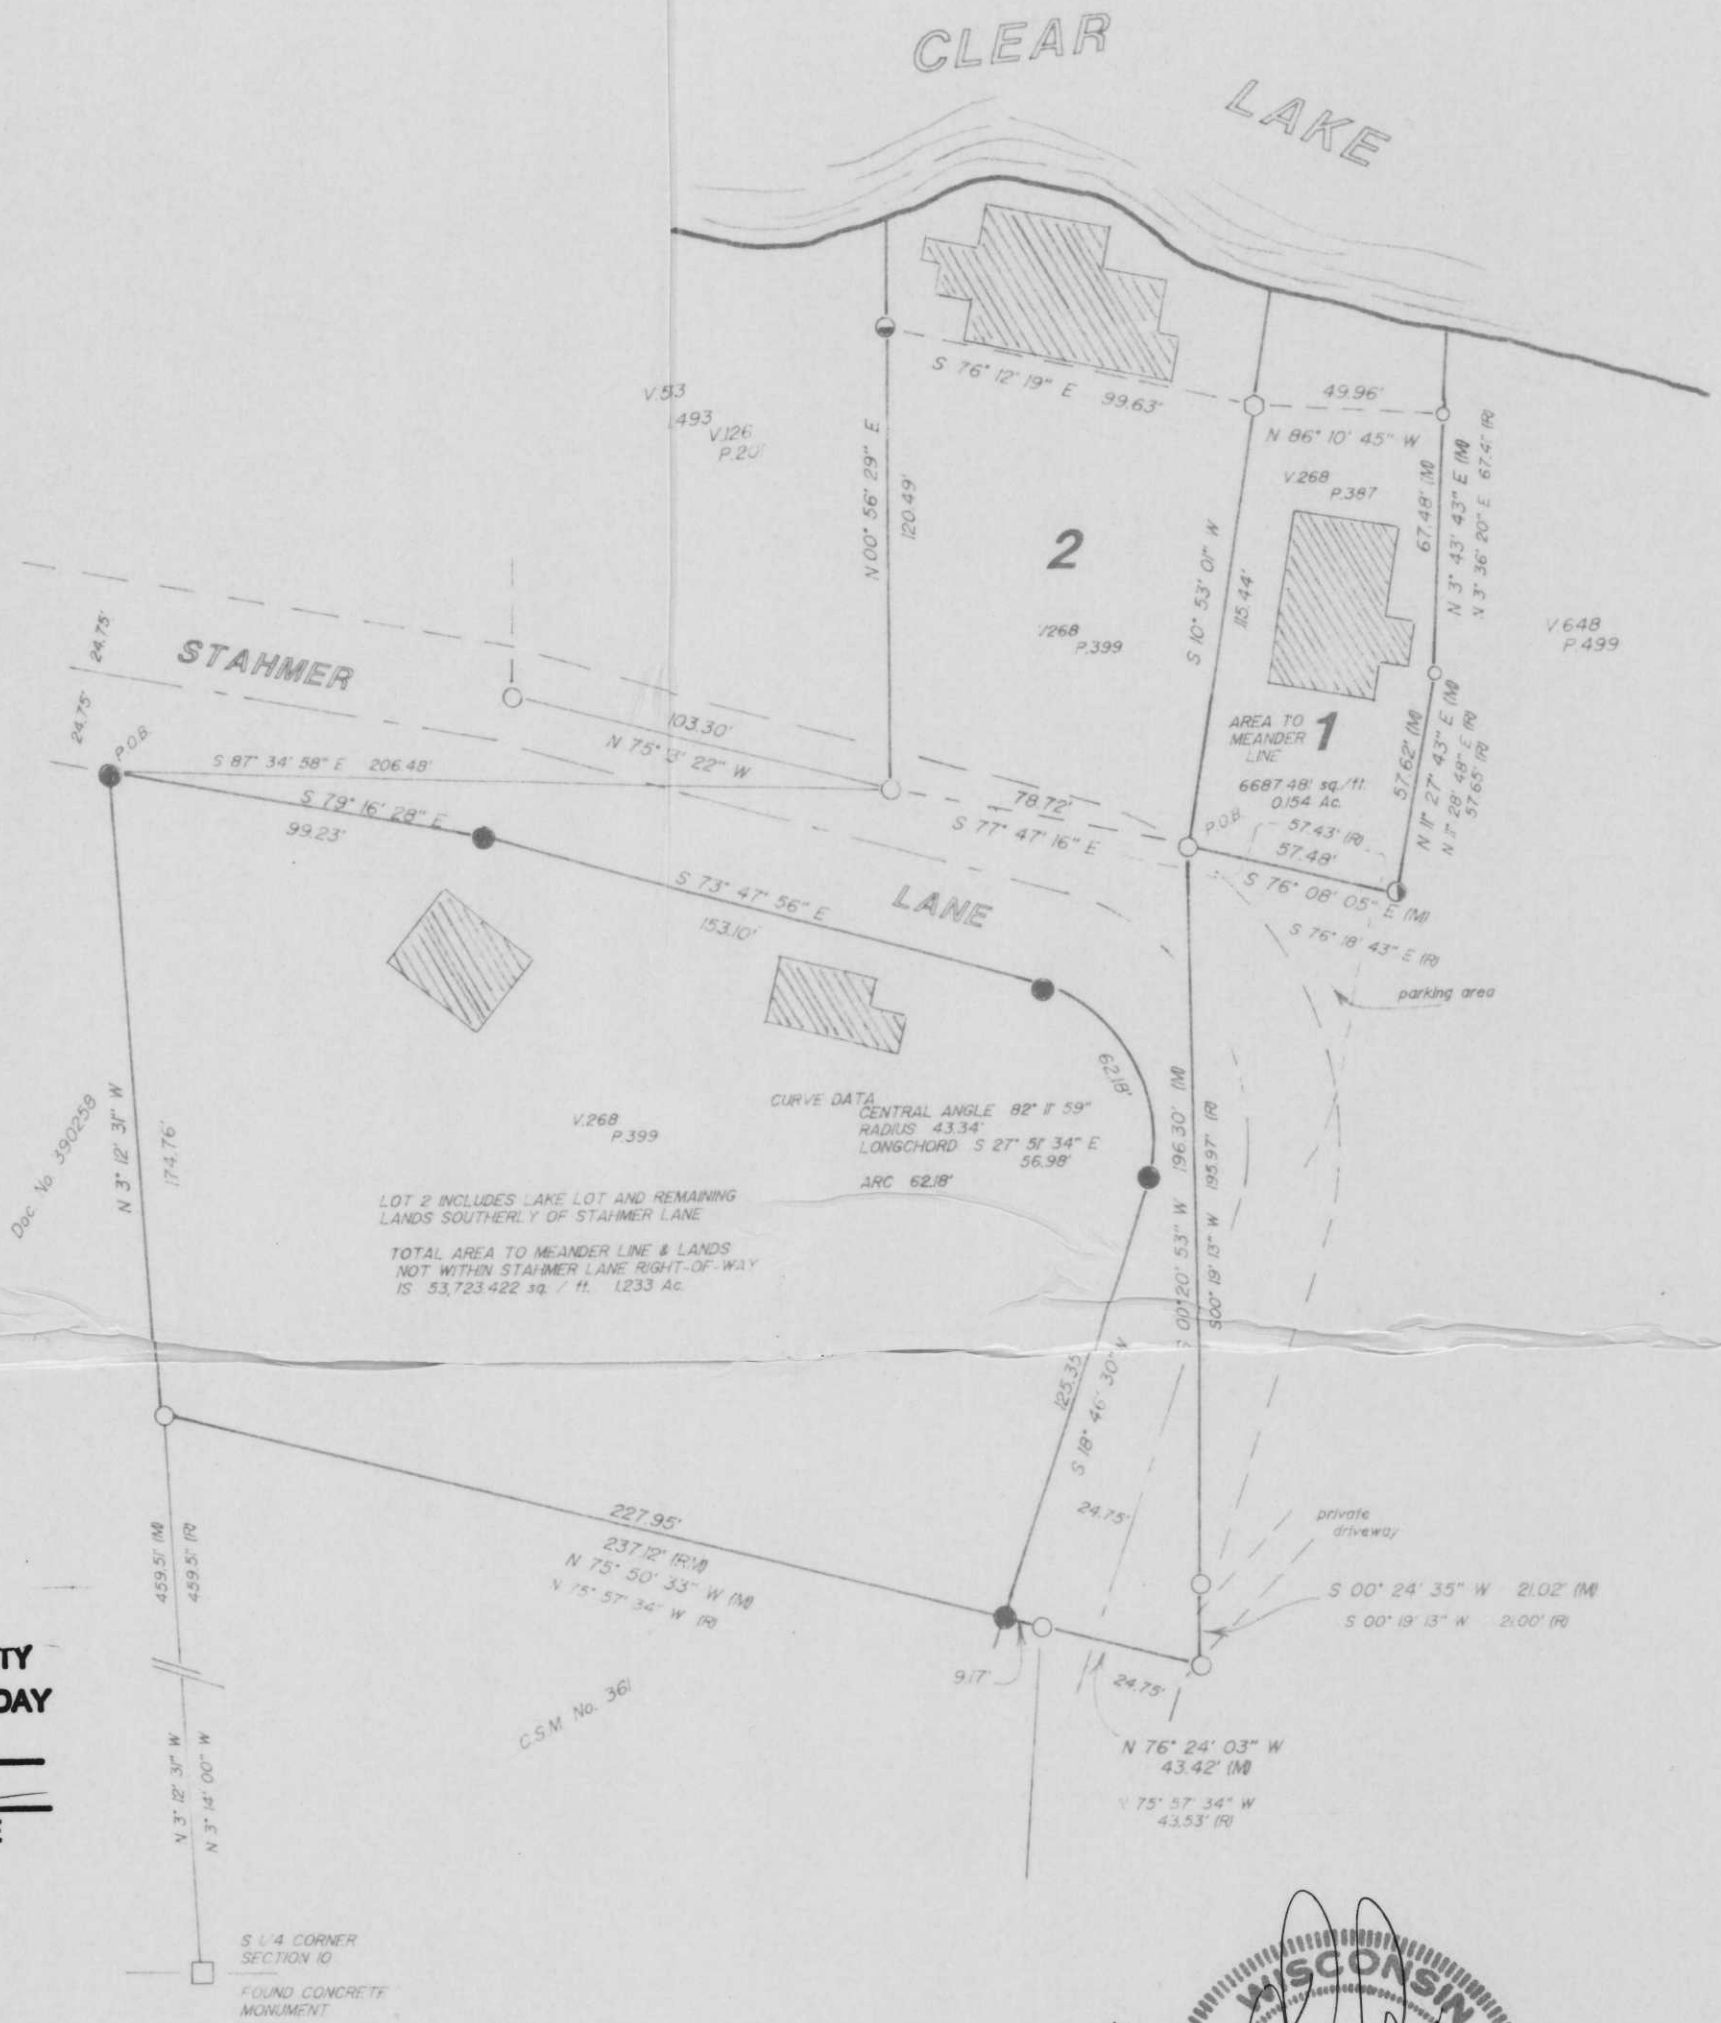 CLEAR
LAKE
S 76° 12' 19" E 99.63'
49.96'
N 86° 10' 45" W
V.53
493
V.126
P.20
N 00° 56' 29" E
120.49'
2
V.268
P.387
S 10° 53' 01" W
115.44'
67.48' (M)
N 3° 43' 43" E (M)
N 3° 36' 20" E 67.41' (R)
P.399
V.648
P.499
24.75'
STAHMER
24.75'
P.O.B.
103.30'
N 75° 13' 22" W
S 87° 34' 58" E 206.48'
S 79° 16' 28" E
99.23'
AREA TO
MEANDER
LINE
1
6687.481 sq./ft.
0.154 Ac.
57.62' (M)
N 11° 27' 43" E (M)
N 11° 28' 48" E (R)
57.65' (R)
78.72'
S 77° 47' 16" E
P.O.B.
57.43' (R)
57.48'
S 76° 08' 05" E (M)
S 76° 18' 43" E (R)
S 73° 47' 56" E
153.10'
LANE
parking area
62.18'
CURVE DATA
CENTRAL ANGLE 82° 11' 59"
RADIUS 43.34'
LONGCHORD S 27° 51' 34" E
56.98'
ARC 62.18'
V.268
P.399
Doc. No. 390258
N 3° 12' 31" W
174.76'
S 00° 20' 53" W 196.30' (M)
S00° 19' 13" W 195.97' (R)
LOT 2 INCLUDES LAKE LOT AND REMAINING
LANDS SOUTHERLY OF STAHMER LANE
TOTAL AREA TO MEANDER LINE & LANDS
NOT WITHIN STAHMER LANE RIGHT-OF-WAY
IS 53,723.422 sq. / ft. 1.233 Ac.
125.35
S 18° 46' 30" W
24.75'
227.95'
237.12' (RM)
N 75° 50' 33" W (M)
N 75° 57' 34" W (R)
459.51' (M)
459.51' (R)
private
driveway
S 00° 24' 35" W 21.02' (M)
S 00° 19' 13" W 21.00' (R)
9.17'
24.75'
TY
DAY
C.S.M. No. 361
N 76° 24' 03" W
43.42' (M)
75° 57' 34" W
43.53' (R)
N 3° 12' 31" W
N 3° 14' 00" W
S 1/4 CORNER
SECTION 10
FOUND CONCRETE
MONUMENT
WISCONSIN